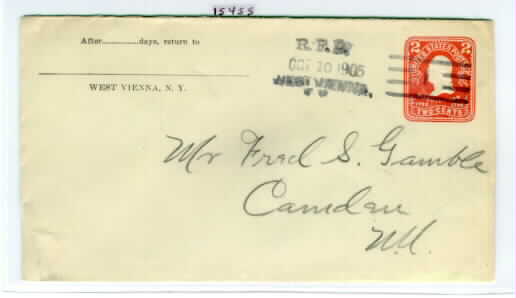 15455
After............days, return to
WEST VIENNA, N. Y.
R.F.D.
OCT 10 1905
WEST VIENNA,
N.Y.
UNITED STATES POSTAGE
2 2
TWO CENTS
Mr Fred S. Gamble
Camden
N.Y.